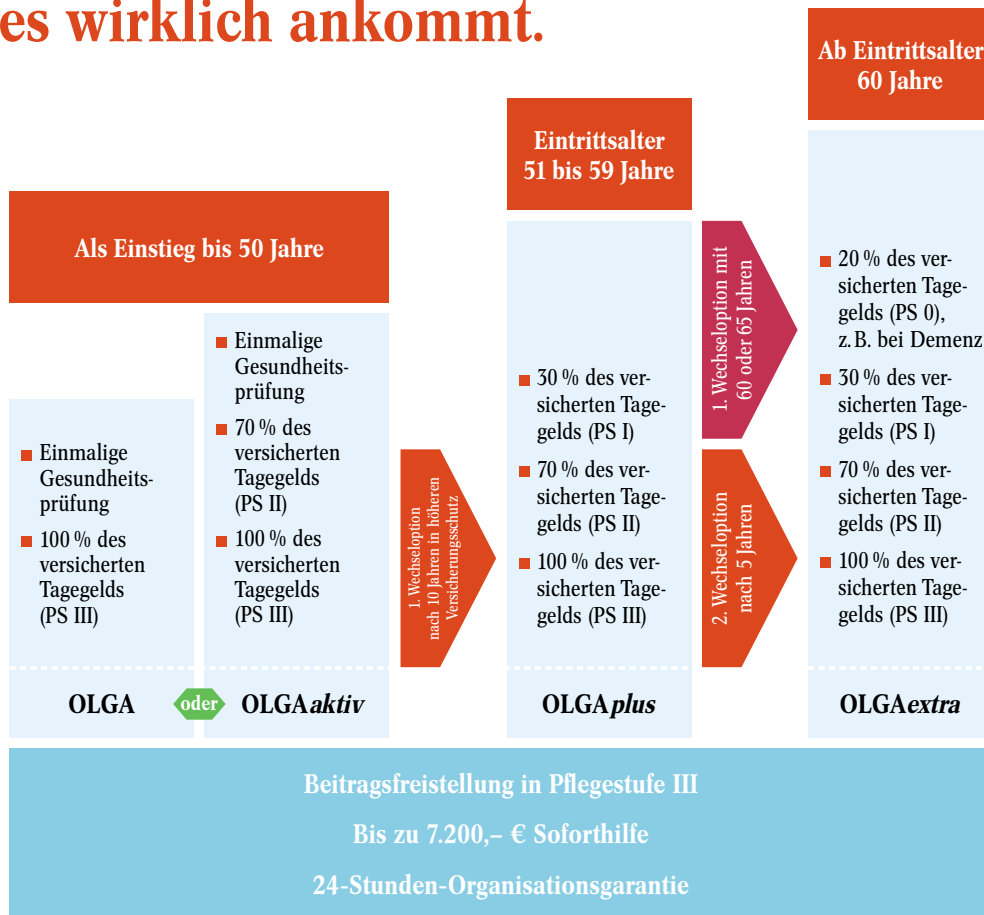 es wirklich ankommt.
Als Einstieg bis 50 Jahre
Einmalige
Gesundheits-
prüfung
100 % des
versicherten
Tagegelds
(PS III)
OLGA
oder
Einmalige
Gesundheits-
prüfung
70 % des
versicherten
Tagegelds
(PS II)
100 % des
versicherten
Tagegelds
(PS III)
OLGAaktiv
1. Wechseloption
nach 10 Jahren in höheren
Versicherungsschutz
Eintrittsalter
51 bis 59 Jahre
30 % des ver-
sicherten Tage-
gelds (PS I)
70 % des ver-
sicherten Tage-
gelds (PS II)
100 % des ver-
sicherten Tage-
gelds (PS III)
OLGAplus
1. Wechseloption mit
60 oder 65 Jahren
2. Wechseloption
nach 5 Jahren
Ab Eintrittsalter
60 Jahre
20 % des ver-
sicherten Tage-
gelds (PS 0),
z. B. bei Demenz
30 % des ver-
sicherten Tage-
gelds (PS I)
70 % des ver-
sicherten Tage-
gelds (PS II)
100 % des ver-
sicherten Tage-
gelds (PS III)
OLGAextra
Beitragsfreistellung in Pflegestufe III
Bis zu 7.200,– € Soforthilfe
24-Stunden-Organisationsgarantie